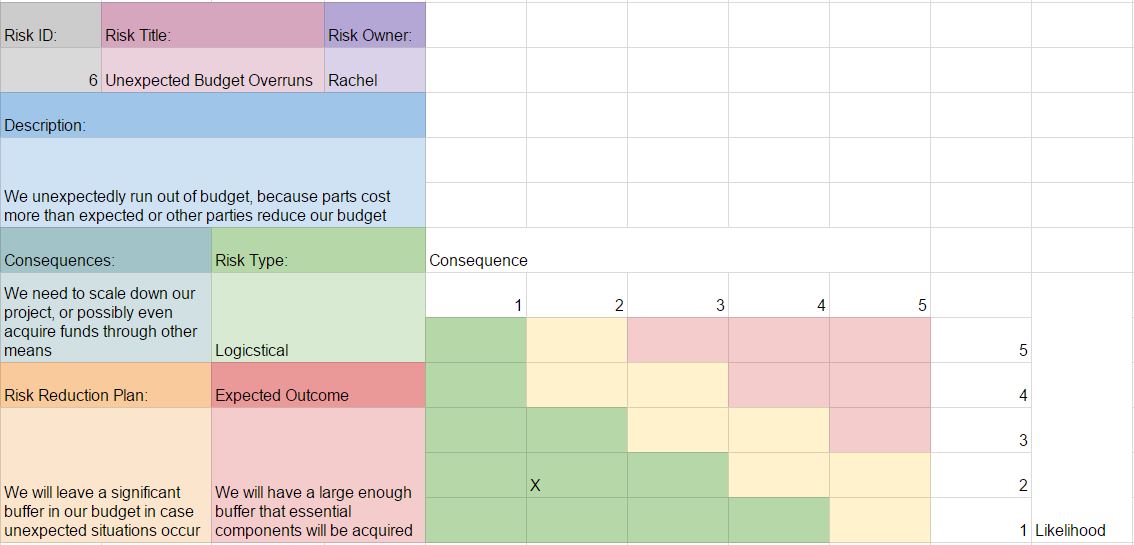 Risk ID: Risk Title: Risk Owner:
6 Unexpected Budget Overruns Rachel
Description:
We unexpectedly run out of budget, because parts cost
more than expected or other parties reduce our budget
Consequences: Risk Type: Consequence
We need to scale down our
project, or possibly even
acquire funds through other
means
Logicstical
1 2 3 4 5
5
Risk Reduction Plan: Expected Outcome
4
3
We will leave a significant
buffer in our budget in case
unexpected situations occur
We will have a large enough
buffer that essential
components will be acquired
X 2
1 Likelihood